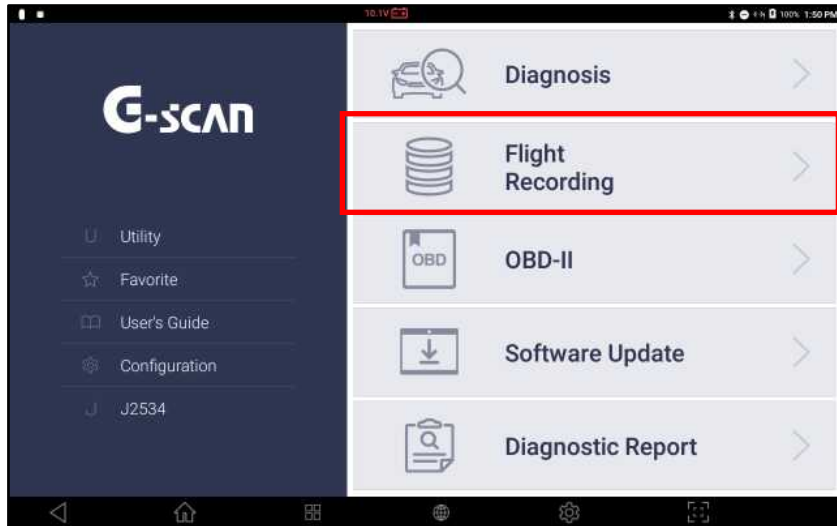 10.1V
100% 1:50 PM
G-scan
Utility
Favorite
User's Guide
Configuration
J2534
Diagnosis
Flight
Recording
OBD
OBD-II
Software Update
Diagnostic Report